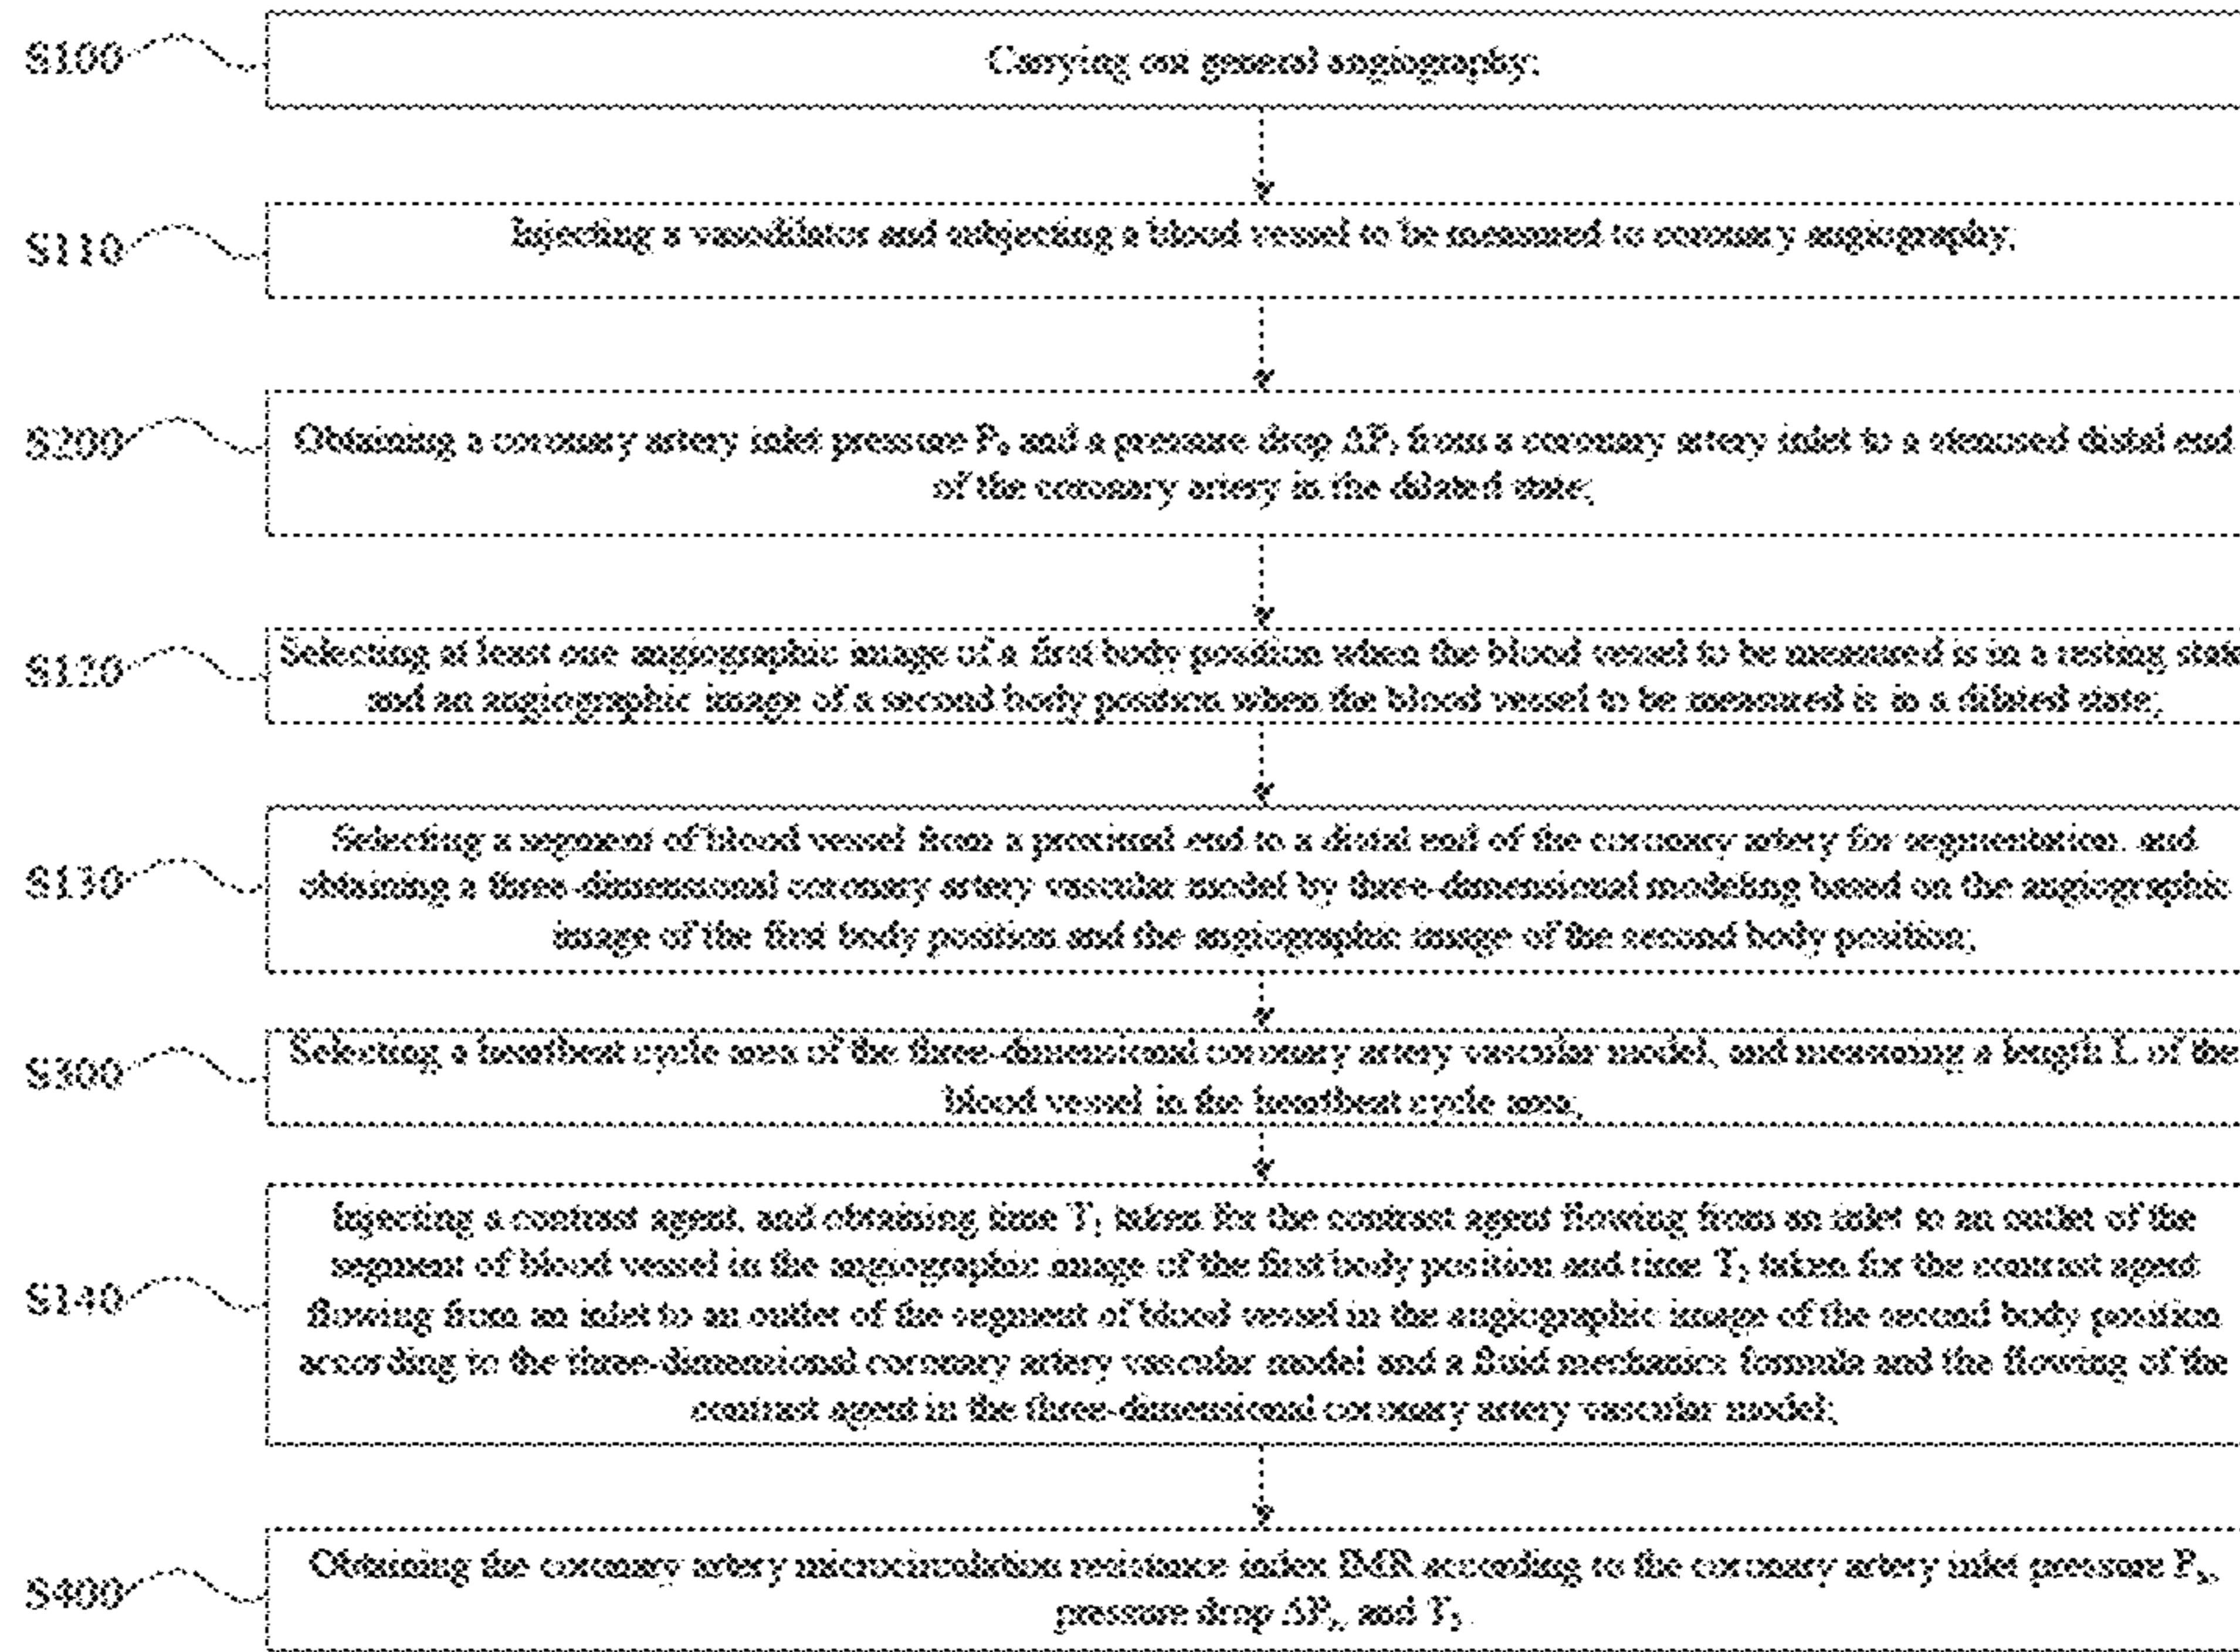 S100
Carrying out general angiography;
S110
Injecting a vasodilator and subjecting a blood vessel to be measured to coronary angiography;
S200
Obtaining a coronary artery inlet pressure and a pressure drop from a coronary artery inlet to a stenosed distal end
of the coronary artery in the dilated state;
S120
Selecting at least one angiographic image of a first body position when the blood vessel to be measured is in a resting state
and an angiographic image of a second body position when the blood vessel to be measured is in a dilated state;
S130
Selecting a segment of blood vessel from a proximal end to a distal end of the coronary artery for segmentation, and
obtaining a three-dimensional coronary artery vascular model by three-dimensional modeling based on the angiographic
image of the first body position and the angiographic image of the second body position;
S300
Selecting a heartbeat cycle area of the three-dimensional coronary artery vascular model, and measuring a length L of the
blood vessel in the heartbeat cycle area;
S140
Injecting a contrast agent, and obtaining time T₁ taken for the contrast agent flowing from an inlet to an outlet of the
segment of blood vessel in the angiographic image of the first body position and time taken for the contrast agent
flowing from an inlet to an outlet of the segment of blood vessel in the angiographic image of the second body position
according to the three-dimensional coronary artery vascular model and a fluid mechanics formula and the flowing of the
contrast agent in the three-dimensional coronary artery vascular model;
S400
Obtaining the coronary artery microcirculation resistance index IMR according to the coronary artery inlet pressure
pressure drop and